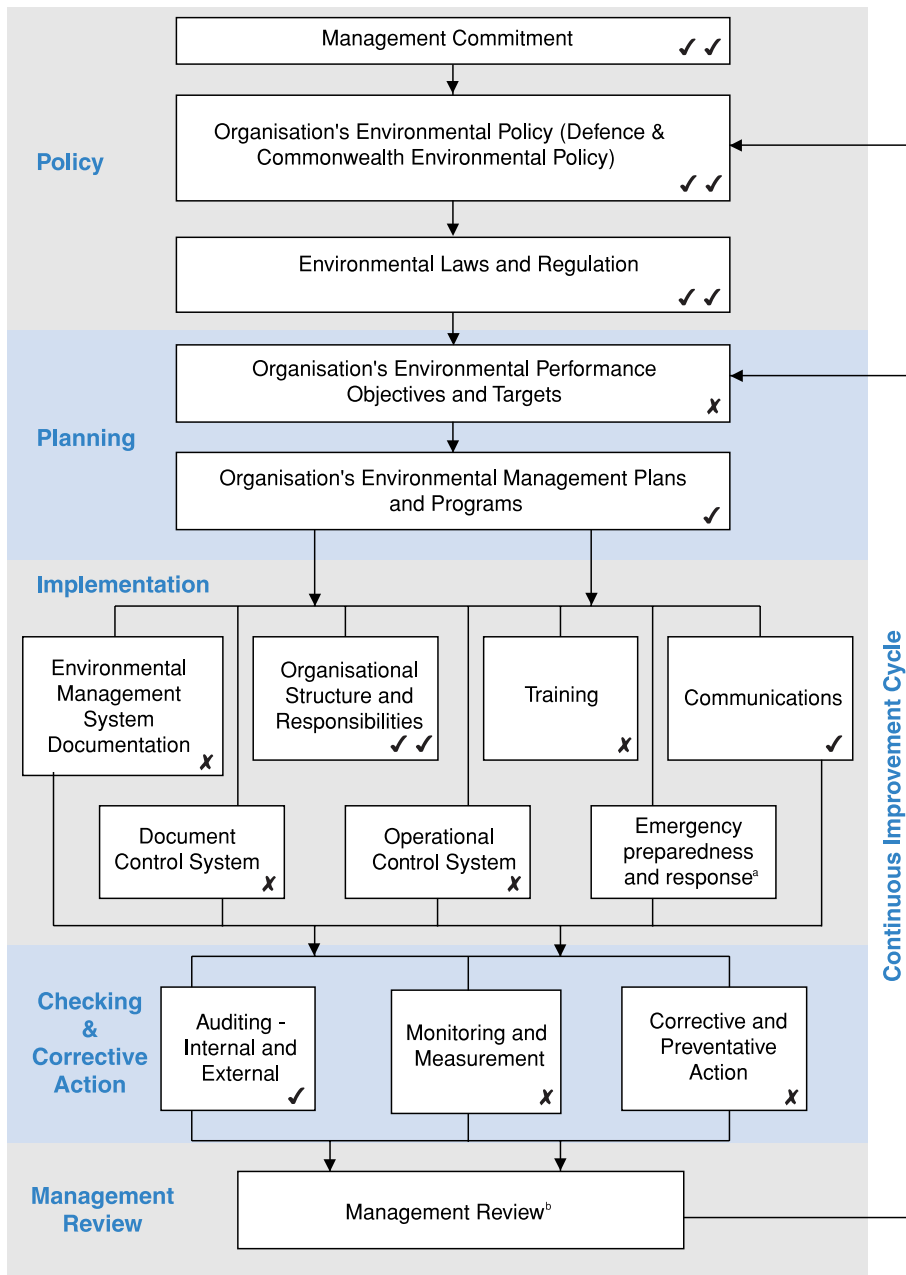 Management Commitment
✓ ✓
Policy
Organisation's Environmental Policy (Defence &
Commonwealth Environmental Policy)
✓ ✓
Environmental Laws and Regulation
✓ ✓
Planning
Organisation's Environmental Performance
Objectives and Targets
✗
Organisation's Environmental Management Plans
and Programs
✓
Implementation
Environmental
Management
System
Documentation
✗
Organisational
Structure and
Responsibilities
✓ ✓
Training
✗
Communications
✓
Document
Control System
✗
Operational
Control System
✗
Emergency
preparedness
and responseᵃ
Checking
&
Corrective
Action
Auditing -
Internal and
External
✓
Monitoring and
Measurement
✗
Corrective and
Preventative
Action
✗
Management
Review
Management Reviewᵇ
Continuous Improvement Cycle